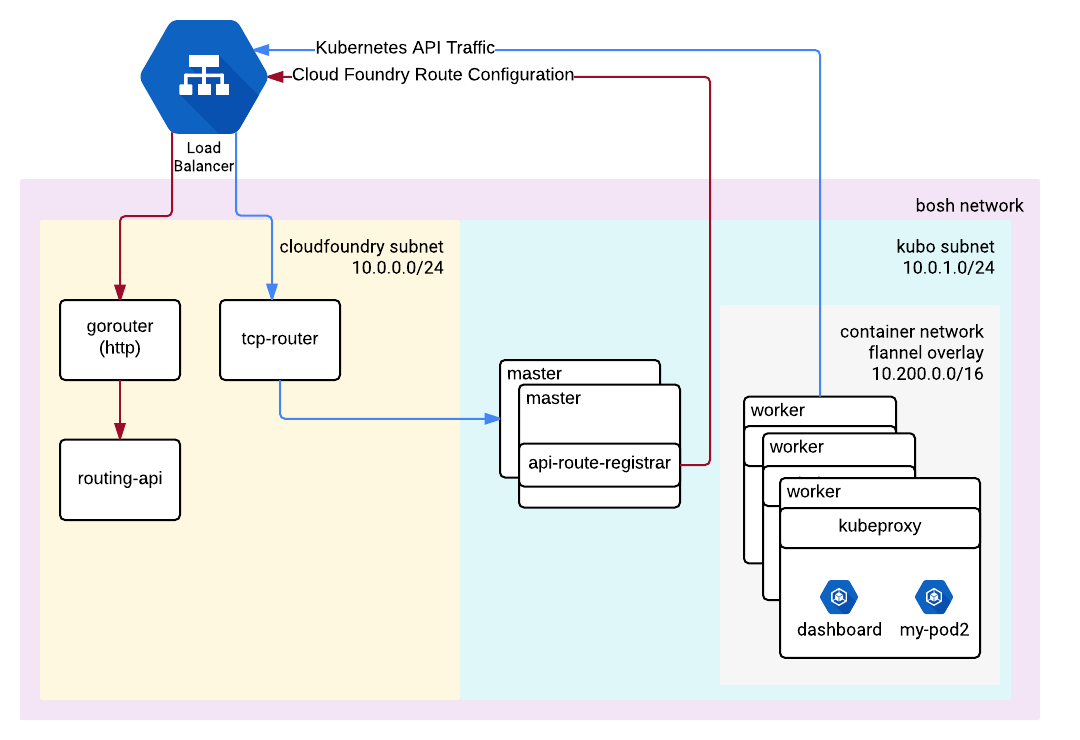 Kubernetes API Traffic
Cloud Foundry Route Configuration
Load
Balancer
bosh network
cloudfoundry subnet
10.0.0.0/24
kubo subnet
10.0.1.0/24
gorouter
(http)
tcp-router
container network
flannel overlay
10.200.0.0/16
master
master
api-route-registrar
routing-api
worker
worker
worker
kubeproxy
dashboard
my-pod2